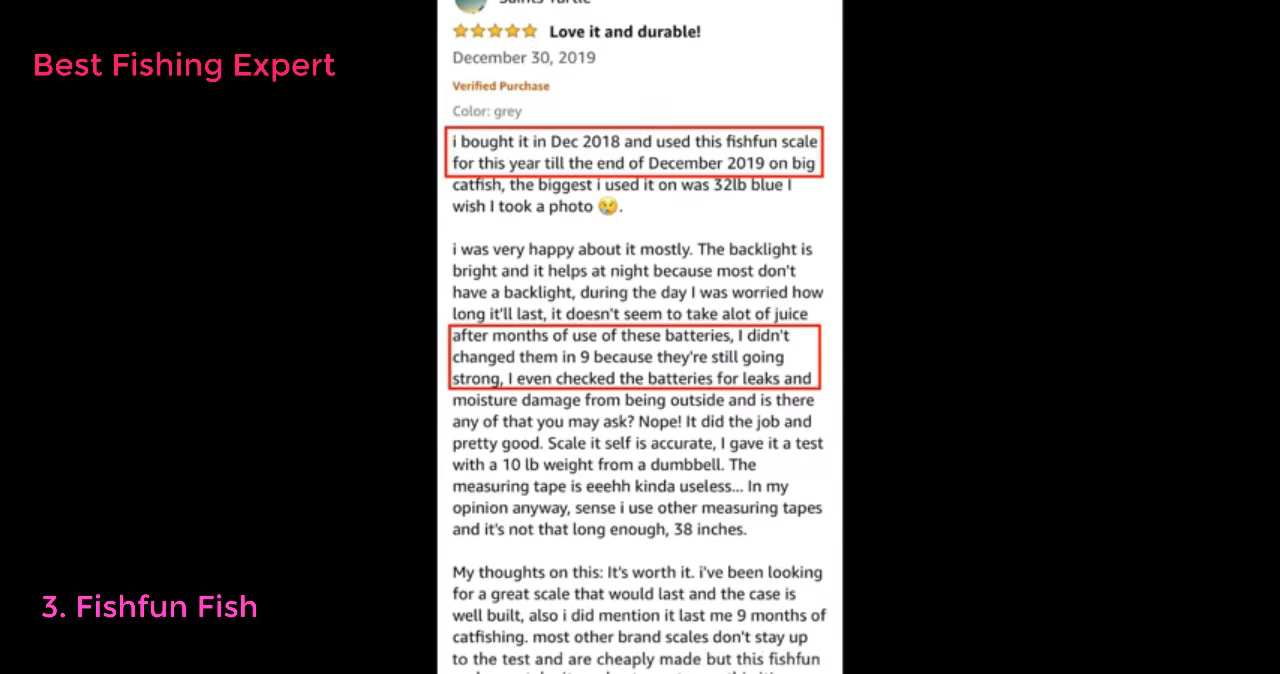 Saints Turtle
Love it and durable!
Best Fishing Expert
December 30, 2019
Verified Purchase
Color: grey
i bought it in Dec 2018 and used this fishfun scale
for this year till the end of December 2019 on big
catfish, the biggest i used it on was 32lb blue I
wish I took a photo 😢.
i was very happy about it mostly. The backlight is
bright and it helps at night because most don't
have a backlight, during the day I was worried how
long it'll last, it doesn't seem to take alot of juice
after months of use of these batteries, I didn't
changed them in 9 because they're still going
strong, I even checked the batteries for leaks and
moisture damage from being outside and is there
any of that you may ask? Nope! It did the job and
pretty good. Scale it self is accurate, I gave it a test
with a 10 lb weight from a dumbbell. The
measuring tape is eeehh kinda useless... In my
opinion anyway, sense i use other measuring tapes
and it's not that long enough, 38 inches.
My thoughts on this: It's worth it. i've been looking
for a great scale that would last and the case is
well built, also i did mention it last me 9 months of
catfishing. most other brand scales don't stay up
to the test and are cheaply made but this fishfun
3. Fishfun Fish